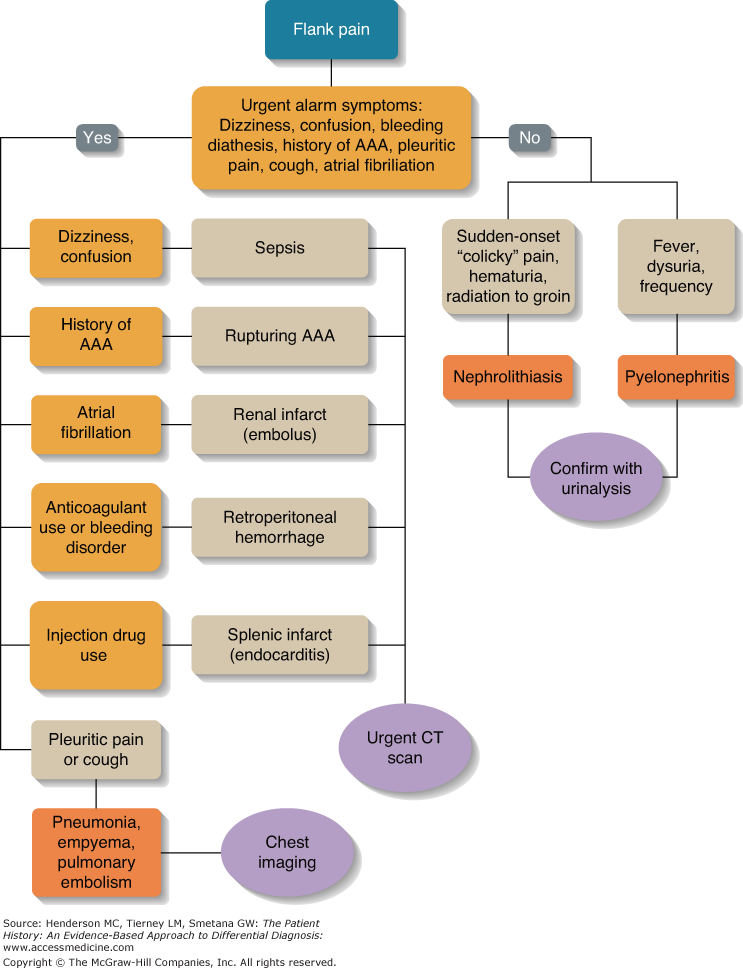 Flank pain
Urgent alarm symptoms:
Dizziness, confusion, bleeding
diathesis, history of AAA, pleuritic
pain, cough, atrial fibriliation
Yes
No
Dizziness,
confusion
Sepsis
Sudden-onset
“colicky” pain,
hematuria,
radiation to groin
Fever,
dysuria,
frequency
History of
AAA
Rupturing AAA
Nephrolithiasis
Pyelonephritis
Atrial
fibrillation
Renal infarct
(embolus)
Confirm with
urinalysis
Anticoagulant
use or bleeding
disorder
Retroperitoneal
hemorrhage
Injection drug
use
Splenic infarct
(endocarditis)
Urgent CT
scan
Pleuritic pain
or cough
Pneumonia,
empyema,
pulmonary
embolism
Chest
imaging
Source: Henderson MC, Tierney LM, Smetana GW: The Patient
History: An Evidence-Based Approach to Differential Diagnosis:
www.accessmedicine.com
Copyright © The McGraw-Hill Companies, Inc. All rights reserved.